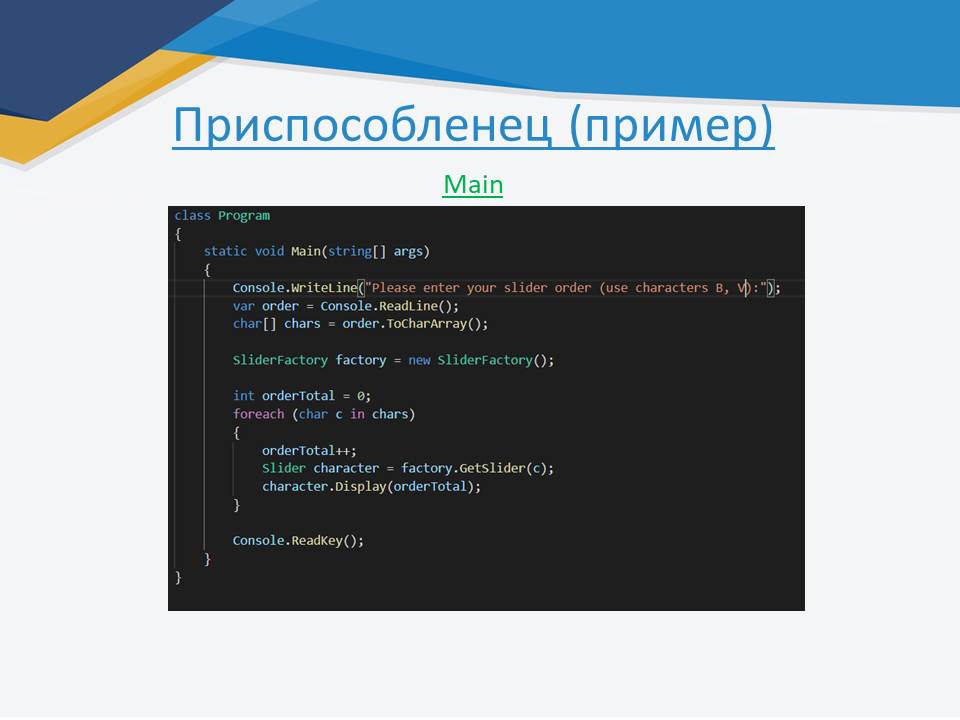 Приспособленец (пример)
Main
class Program
{
    static void Main(string[] args)
    {
        Console.WriteLine("Please enter your slider order (use characters B, V):");
        var order = Console.ReadLine();
        char[] chars = order.ToCharArray();

        SliderFactory factory = new SliderFactory();

        int orderTotal = 0;
        foreach (char c in chars)
        {
            orderTotal++;
            Slider character = factory.GetSlider(c);
            character.Display(orderTotal);
        }

        Console.ReadKey();
    }
}